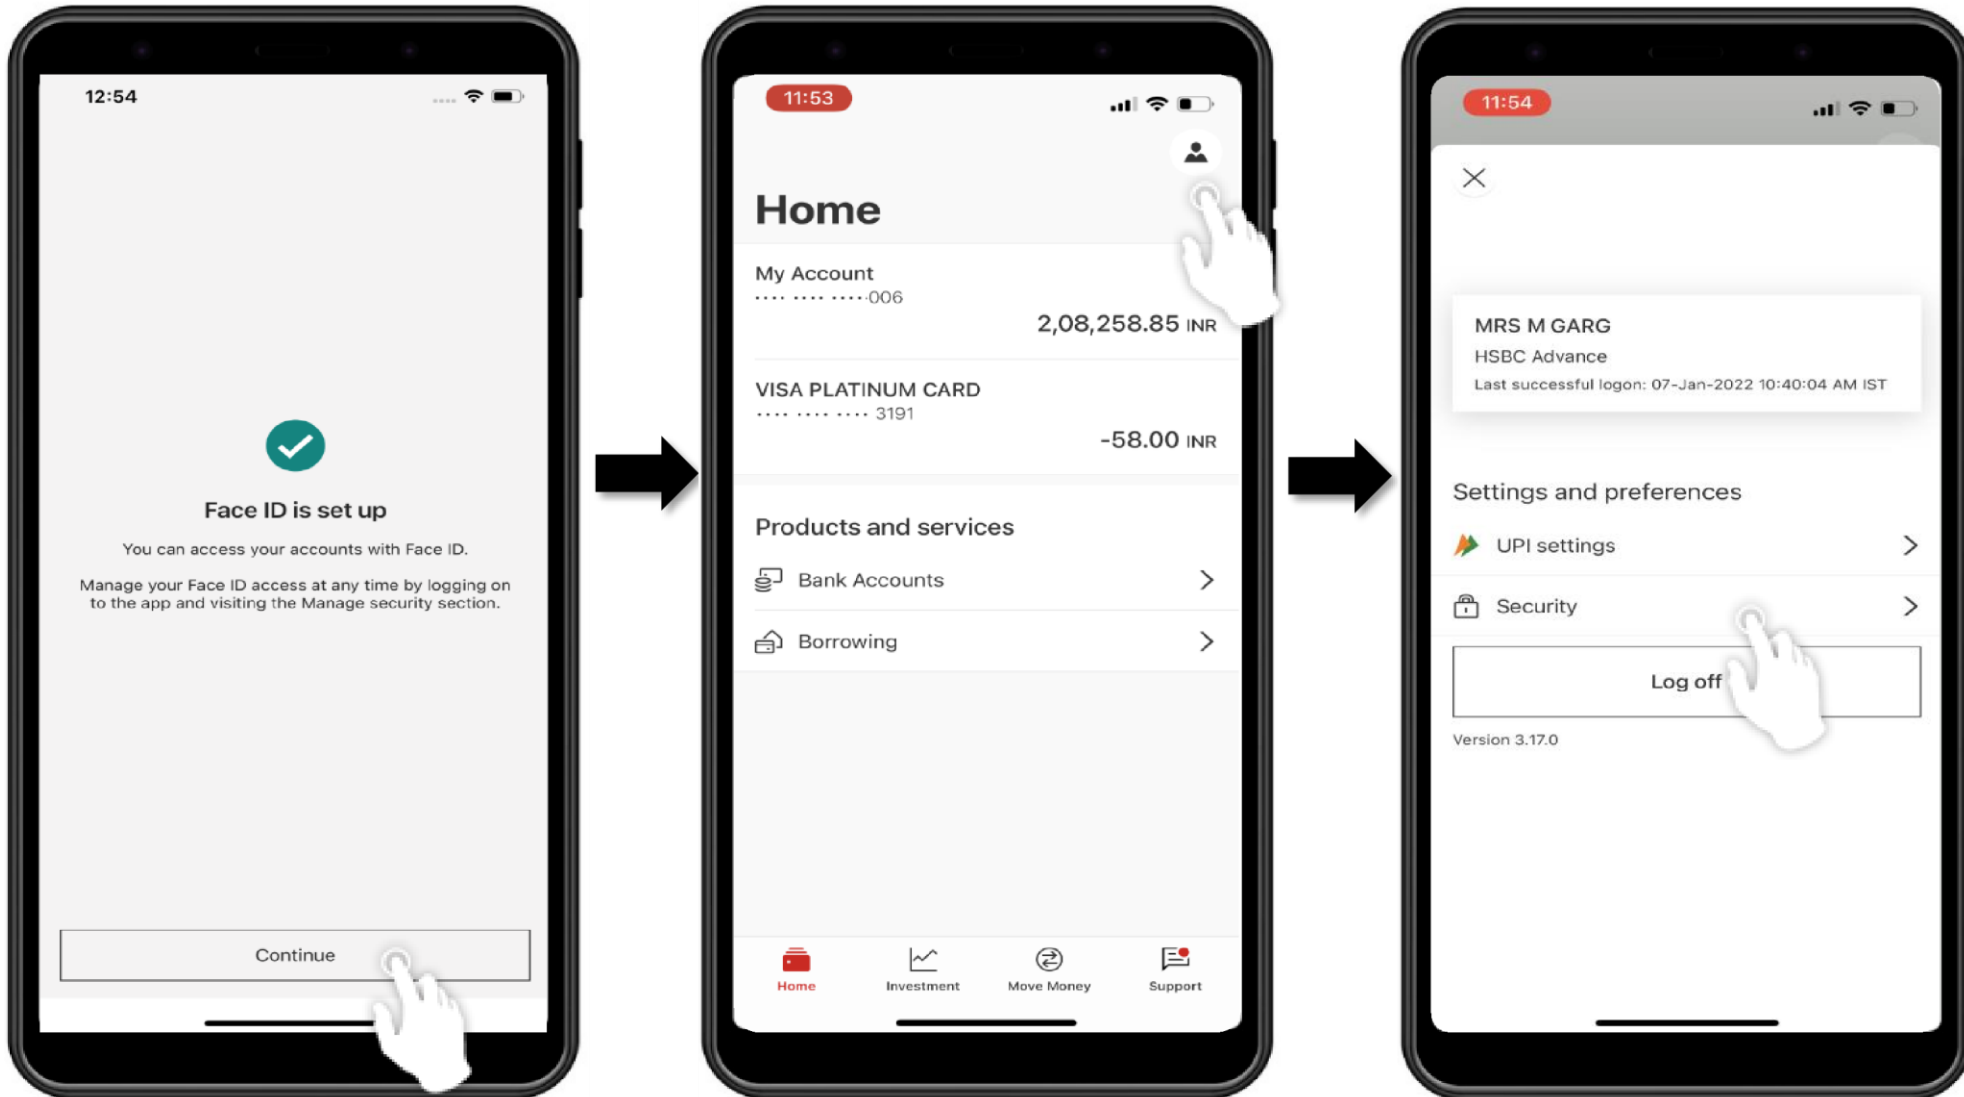 12:54
Face ID is set up
You can access your accounts with Face ID.
Manage your Face ID access at any time by logging on
to the app and visiting the Manage security section.
Continue
11:53
Home
My Account
···· ···· ····-006
2,08,258.85 INR
VISA PLATINUM CARD
···· ···· ···· 3191
-58.00 INR
Products and services
Bank Accounts
Borrowing
Home
Investment
Move Money
Support
11:54
MRS M GARG
HSBC Advance
Last successful logon: 07-Jan-2022 10:40:04 AM IST
Settings and preferences
UPI settings
Security
Log off
Version 3.17.0